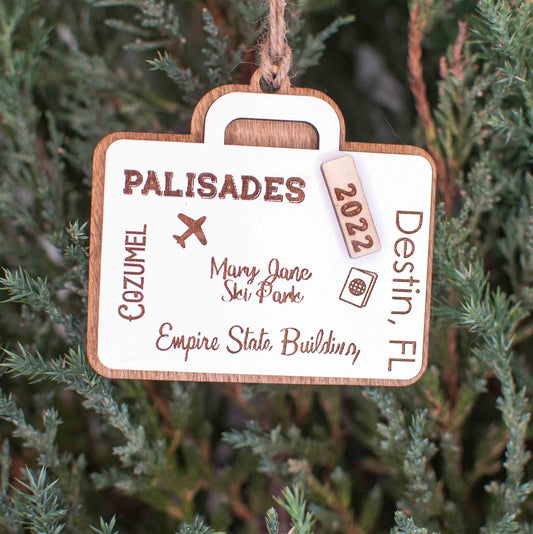 PALISADES
2022
COZUMEL
Mary Jane
Ski Park
Destin, FL
Empire State Building